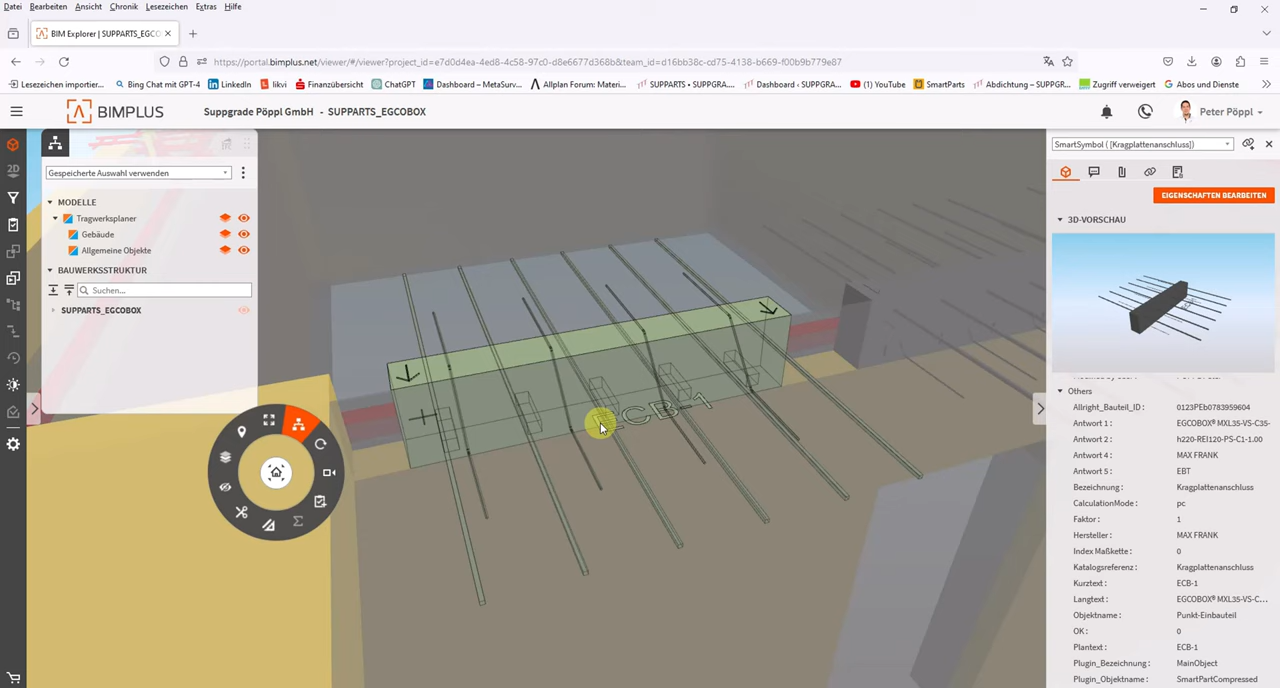 Datei Bearbeiten Ansicht Chronik Lesezeichen Extras Hilfe
BIM Explorer | SUPPARTS_EGCO
https://portal.bimplus.net/viewer/#/viewer?project_id=e7d0d4ea-4ed8-4c58-97c0-d8e6677d368b&team_id=d16bb38c-cd75-4138-b669-f00b9b779e87
Lesezeichen importier... Bing Chat mit GPT-4 LinkedIn likvi Finanzübersicht ChatGPT Dashboard – MetaSurv... Allplan Forum: Materi... SUPPARTS • SUPPGRA... Dashboard – SUPPGRA... (1) YouTube SmartParts Abdichtung – SUPPGR... Zugriff verweigert Abos und Dienste
BIMPLUS Suppgrade Pöppl GmbH - SUPPARTS_EGCOBOX Peter Pöppl
2D
Gespeicherte Auswahl verwenden
MODELLE
Tragwerksplaner
Gebäude
Allgemeine Objekte
BAUWERKSSTRUKTUR
Suchen...
SUPPARTS_EGCOBOX
ECB-1
SmartSymbol ( [Kragplattenanschluss])
EIGENSCHAFTEN BEARBEITEN
3D-VORSCHAU
Others
Allright_Bauteil_ID : 0123PEb0783959604
Antwort 1 : EGCOBOX® MXL35-VS-C35-
Antwort 2 : h220-REI120-PS-C1-1.00
Antwort 4 : MAX FRANK
Antwort 5 : EBT
Bezeichnung : Kragplattenanschluss
CalculationMode : pc
Faktor : 1
Hersteller : MAX FRANK
Index Maßkette : 0
Katalogsreferenz : Kragplattenanschluss
Kurztext : ECB-1
Langtext : EGCOBOX® MXL35-VS-C...
Objektname : Punkt-Einbauteil
OK : 0
Plantext : ECB-1
Plugin_Bezeichnung : MainObject
Plugin_Objektname : SmartPartCompressed